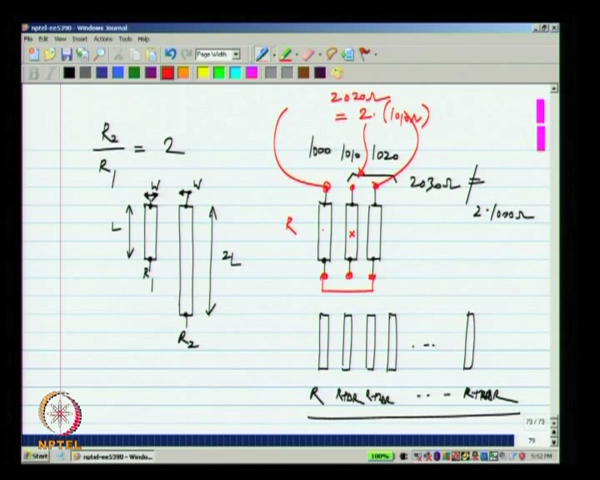 nptel-ee5390 - Windows Journal
File Edit View Insert Actions Tools Help
Page Width
B I
2020Ω
= 2.(1010Ω)
R2/R1 = 2
1000 1010 1020
2030Ω ≠
2.1000Ω
W W
L
2L
R
R1
R2
...
R R+ΔR ... 
73 / 73
79
NPTEL
Start nptel-ee5390 - Windo... 100% 5:52 PM